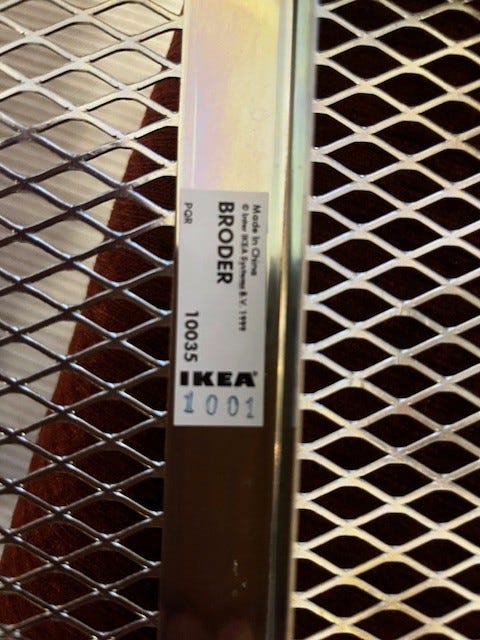 Made in China
© Inter IKEA Systems B.V. 1999
BRODER
PQR
10035
IKEA®
1001